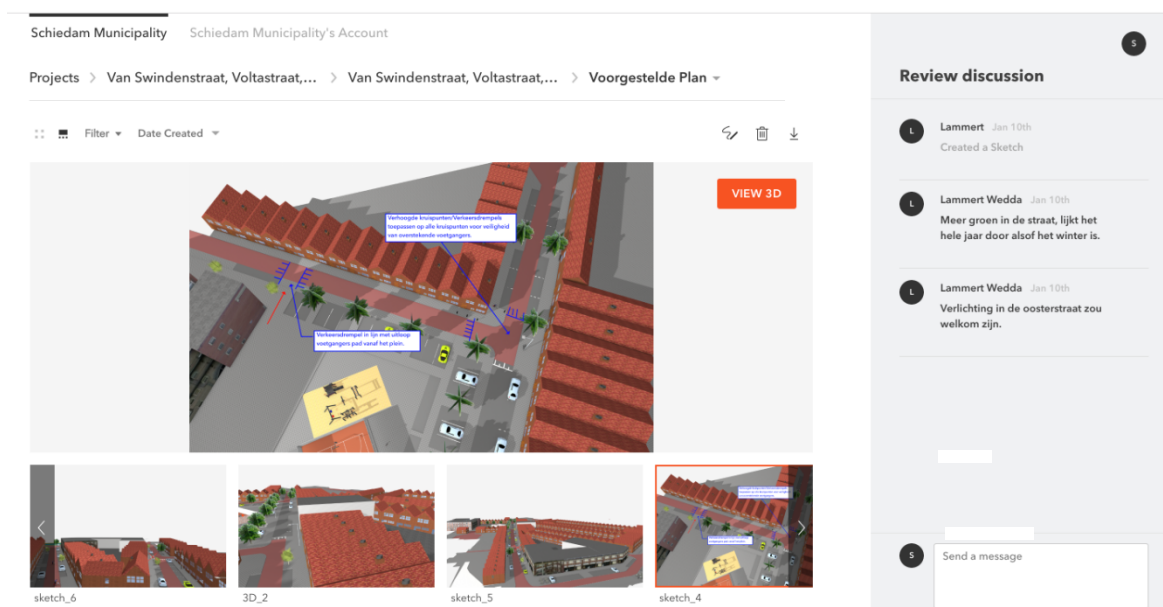 Schiedam Municipality Schiedam Municipality's Account
Projects > Van Swindenstraat, Voltastraat,... > Van Swindenstraat, Voltastraat,... > Voorgestelde Plan
Filter Date Created
VIEW 3D
Verhoogde kruispunten/Verkeersdrempels
toepassen op alle kruispunten voor veiligheid
van overstekende voetgangers.
Verkeersdrempel in lijn met uitloop
voetgangers pad vanaf het plein.
sketch_6
3D_2
sketch_5
sketch_4
S
Review discussion
L
Lammert Jan 10th
Created a Sketch
L
Lammert Wedda Jan 10th
Meer groen in de straat, lijkt het
hele jaar door alsof het winter is.
L
Lammert Wedda Jan 10th
Verlichting in de oosterstraat zou
welkom zijn.
S
Send a message